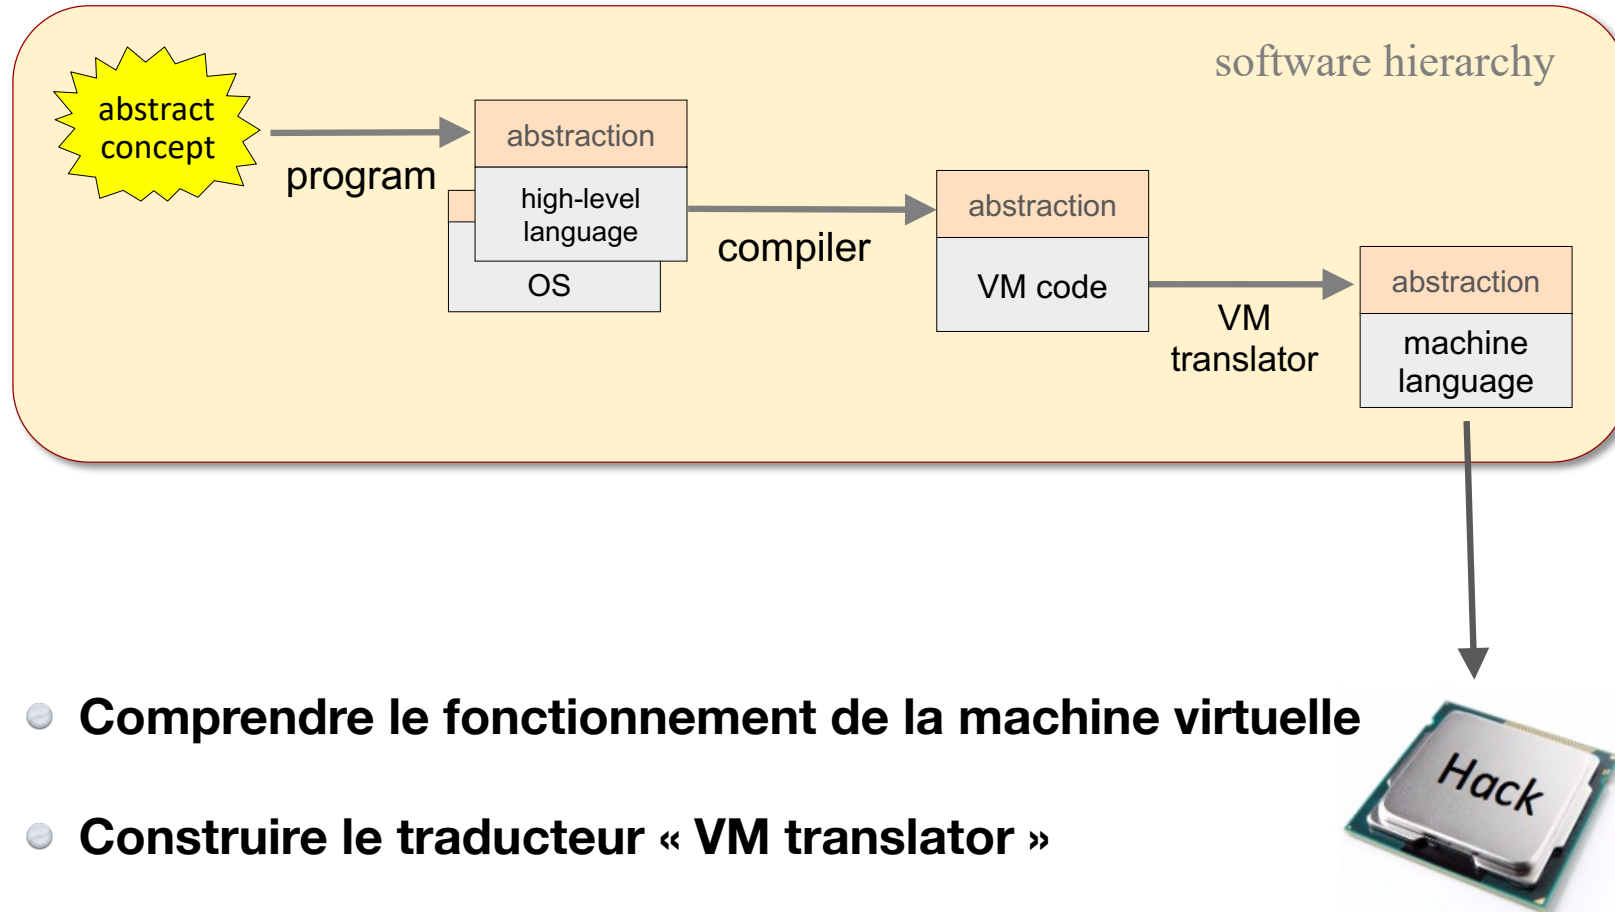 software hierarchy
abstract
concept
program
abstraction
high-level
language
OS
compiler
abstraction
VM code
VM
translator
abstraction
machine
language
Comprendre le fonctionnement de la machine virtuelle
Hack
Construire le traducteur « VM translator »